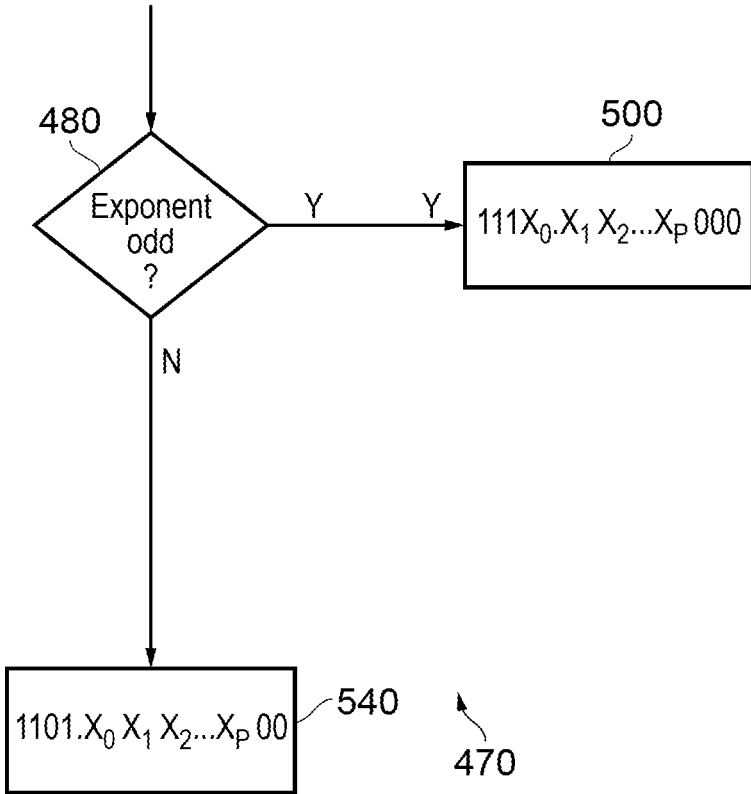 480
500
Exponent
odd
?
Y Y
111X₀.X₁ X₂...Xₚ 000
N
1101.X₀ X₁ X₂...Xₚ 00
540
470